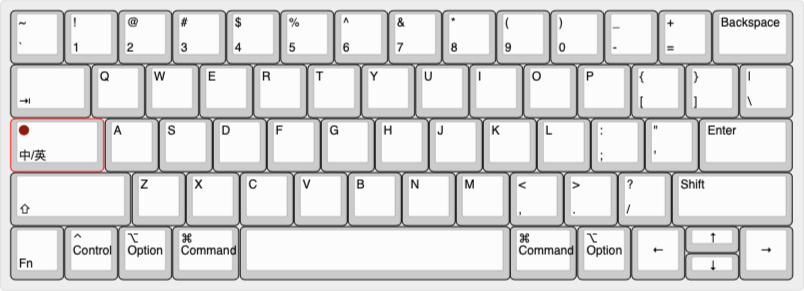 ~ ! @ # $ % ^ & * ( ) _ + Backspace
` 1 2 3 4 5 6 7 8 9 0 - =
Q W E R T Y U I O P { } |
⇥ [ ] \
A S D F G H J K L : " Enter
中/英 ; '
Z X C V B N M < > ? Shift
⇧ , . /
^ ⌥ ⌘ ⌘ ⌥ ↑
Control Option Command Command Option ← →
Fn ↓